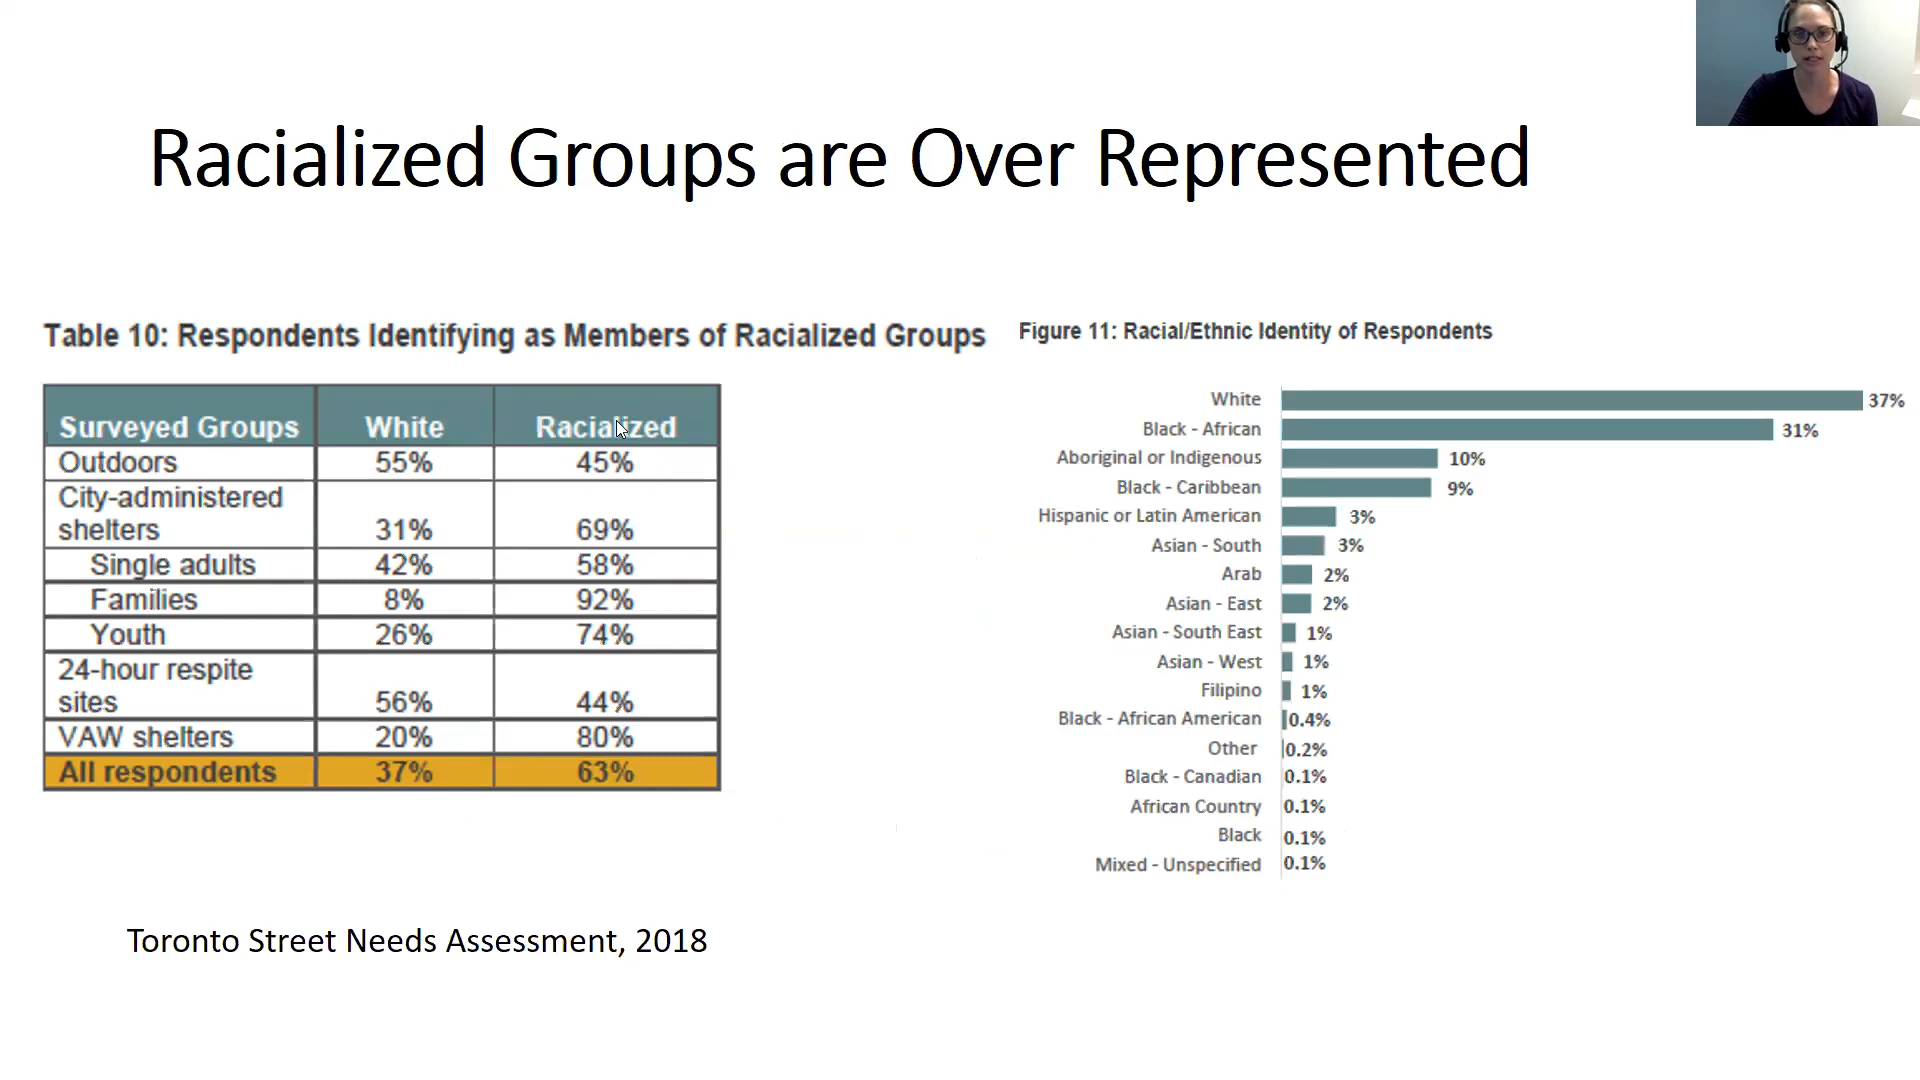 Racialized Groups are Over Represented
Table 10: Respondents Identifying as Members of Racialized Groups
Surveyed Groups White Racialized
Outdoors 55% 45%
City-administered
shelters 31% 69%
Single adults 42% 58%
Families 8% 92%
Youth 26% 74%
24-hour respite
sites 56% 44%
VAW shelters 20% 80%
All respondents 37% 63%
Figure 11: Racial/Ethnic Identity of Respondents
White 37%
Black - African 31%
Aboriginal or Indigenous 10%
Black - Caribbean 9%
Hispanic or Latin American 3%
Asian - South 3%
Arab 2%
Asian - East 2%
Asian - South East 1%
Asian - West 1%
Filipino 1%
Black - African American 0.4%
Other 0.2%
Black - Canadian 0.1%
African Country 0.1%
Black 0.1%
Mixed - Unspecified 0.1%
Toronto Street Needs Assessment, 2018